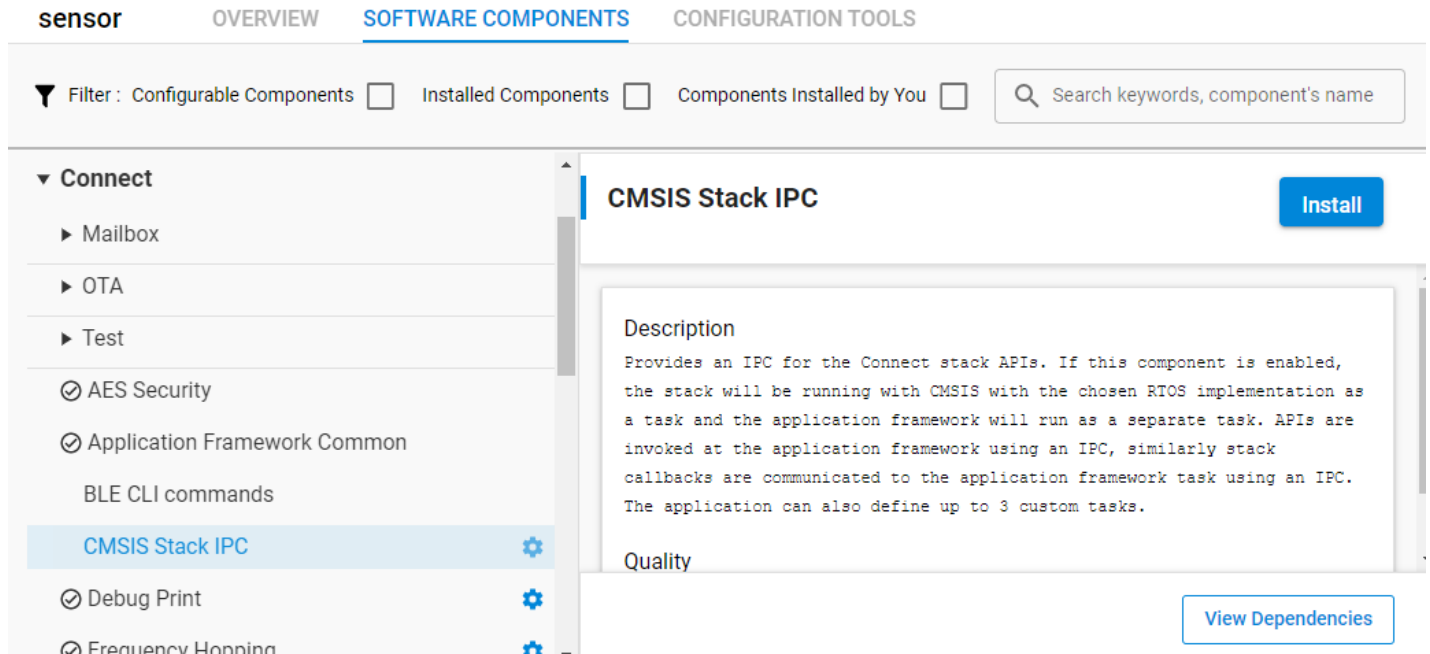 sensor OVERVIEW SOFTWARE COMPONENTS CONFIGURATION TOOLS
Filter : Configurable Components Installed Components Components Installed by You Search keywords, component's name
Connect
Mailbox
OTA
Test
AES Security
Application Framework Common
BLE CLI commands
CMSIS Stack IPC
Debug Print
Frequency Hopping
CMSIS Stack IPC
Install
Description
Provides an IPC for the Connect stack APIs. If this component is enabled,
the stack will be running with CMSIS with the chosen RTOS implementation as
a task and the application framework will run as a separate task. APIs are
invoked at the application framework using an IPC, similarly stack
callbacks are communicated to the application framework task using an IPC.
The application can also define up to 3 custom tasks.
Quality
View Dependencies